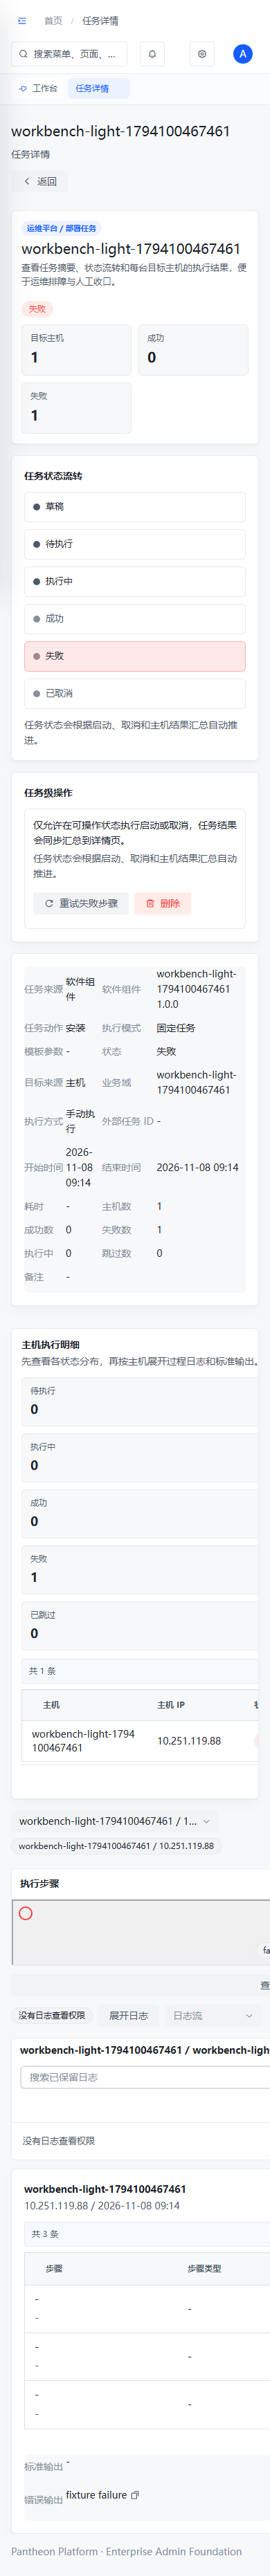 首页 / 任务详情
搜索菜单、页面、...
A
工作台
任务详情
workbench-light-1794100467461
任务详情
返回
运维平台 / 部署任务
workbench-light-1794100467461
查看任务摘要、状态流转和每台目标主机的执行结果，便
于运维排障与人工收口。
失败
目标主机
1
成功
0
失败
1
任务状态流转
草稿
待执行
执行中
成功
失败
已取消
任务状态会根据启动、取消和主机结果汇总自动推
进。
任务级操作
仅允许在可操作状态执行启动或取消，任务结果
会同步汇总到详情页。
任务状态会根据启动、取消和主机结果汇总自动
推进。
重试失败步骤
删除
任务来源 软件组件 软件组件 workbench-light-1794100467461 1.0.0
任务动作 安装 执行模式 固定任务
模板参数 - 状态 失败
目标来源 主机 业务域 workbench-light-1794100467461
执行方式 手动执行 外部任务 ID -
开始时间 2026-11-08 09:14 结束时间 2026-11-08 09:14
耗时 - 主机数 1
成功数 0 失败数 1
执行中 0 跳过数 0
备注 -
主机执行明细
先查看各状态分布，再按主机展开过程日志和标准输出。
待执行
0
执行中
0
成功
0
失败
1
已跳过
0
共 1 条
主机 主机 IP
workbench-light-1794100467461 10.251.119.88
workbench-light-1794100467461 / 1...
workbench-light-1794100467461 / 10.251.119.88
执行步骤
fa
查
没有日志查看权限
展开日志
日志流
workbench-light-1794100467461 / workbench-ligh
搜索已保留日志
没有日志查看权限
workbench-light-1794100467461
10.251.119.88 / 2026-11-08 09:14
共 3 条
步骤 步骤类型
- -
-
- -
-
- -
-
标准输出 -
错误输出 fixture failure
Pantheon Platform · Enterprise Admin Foundation